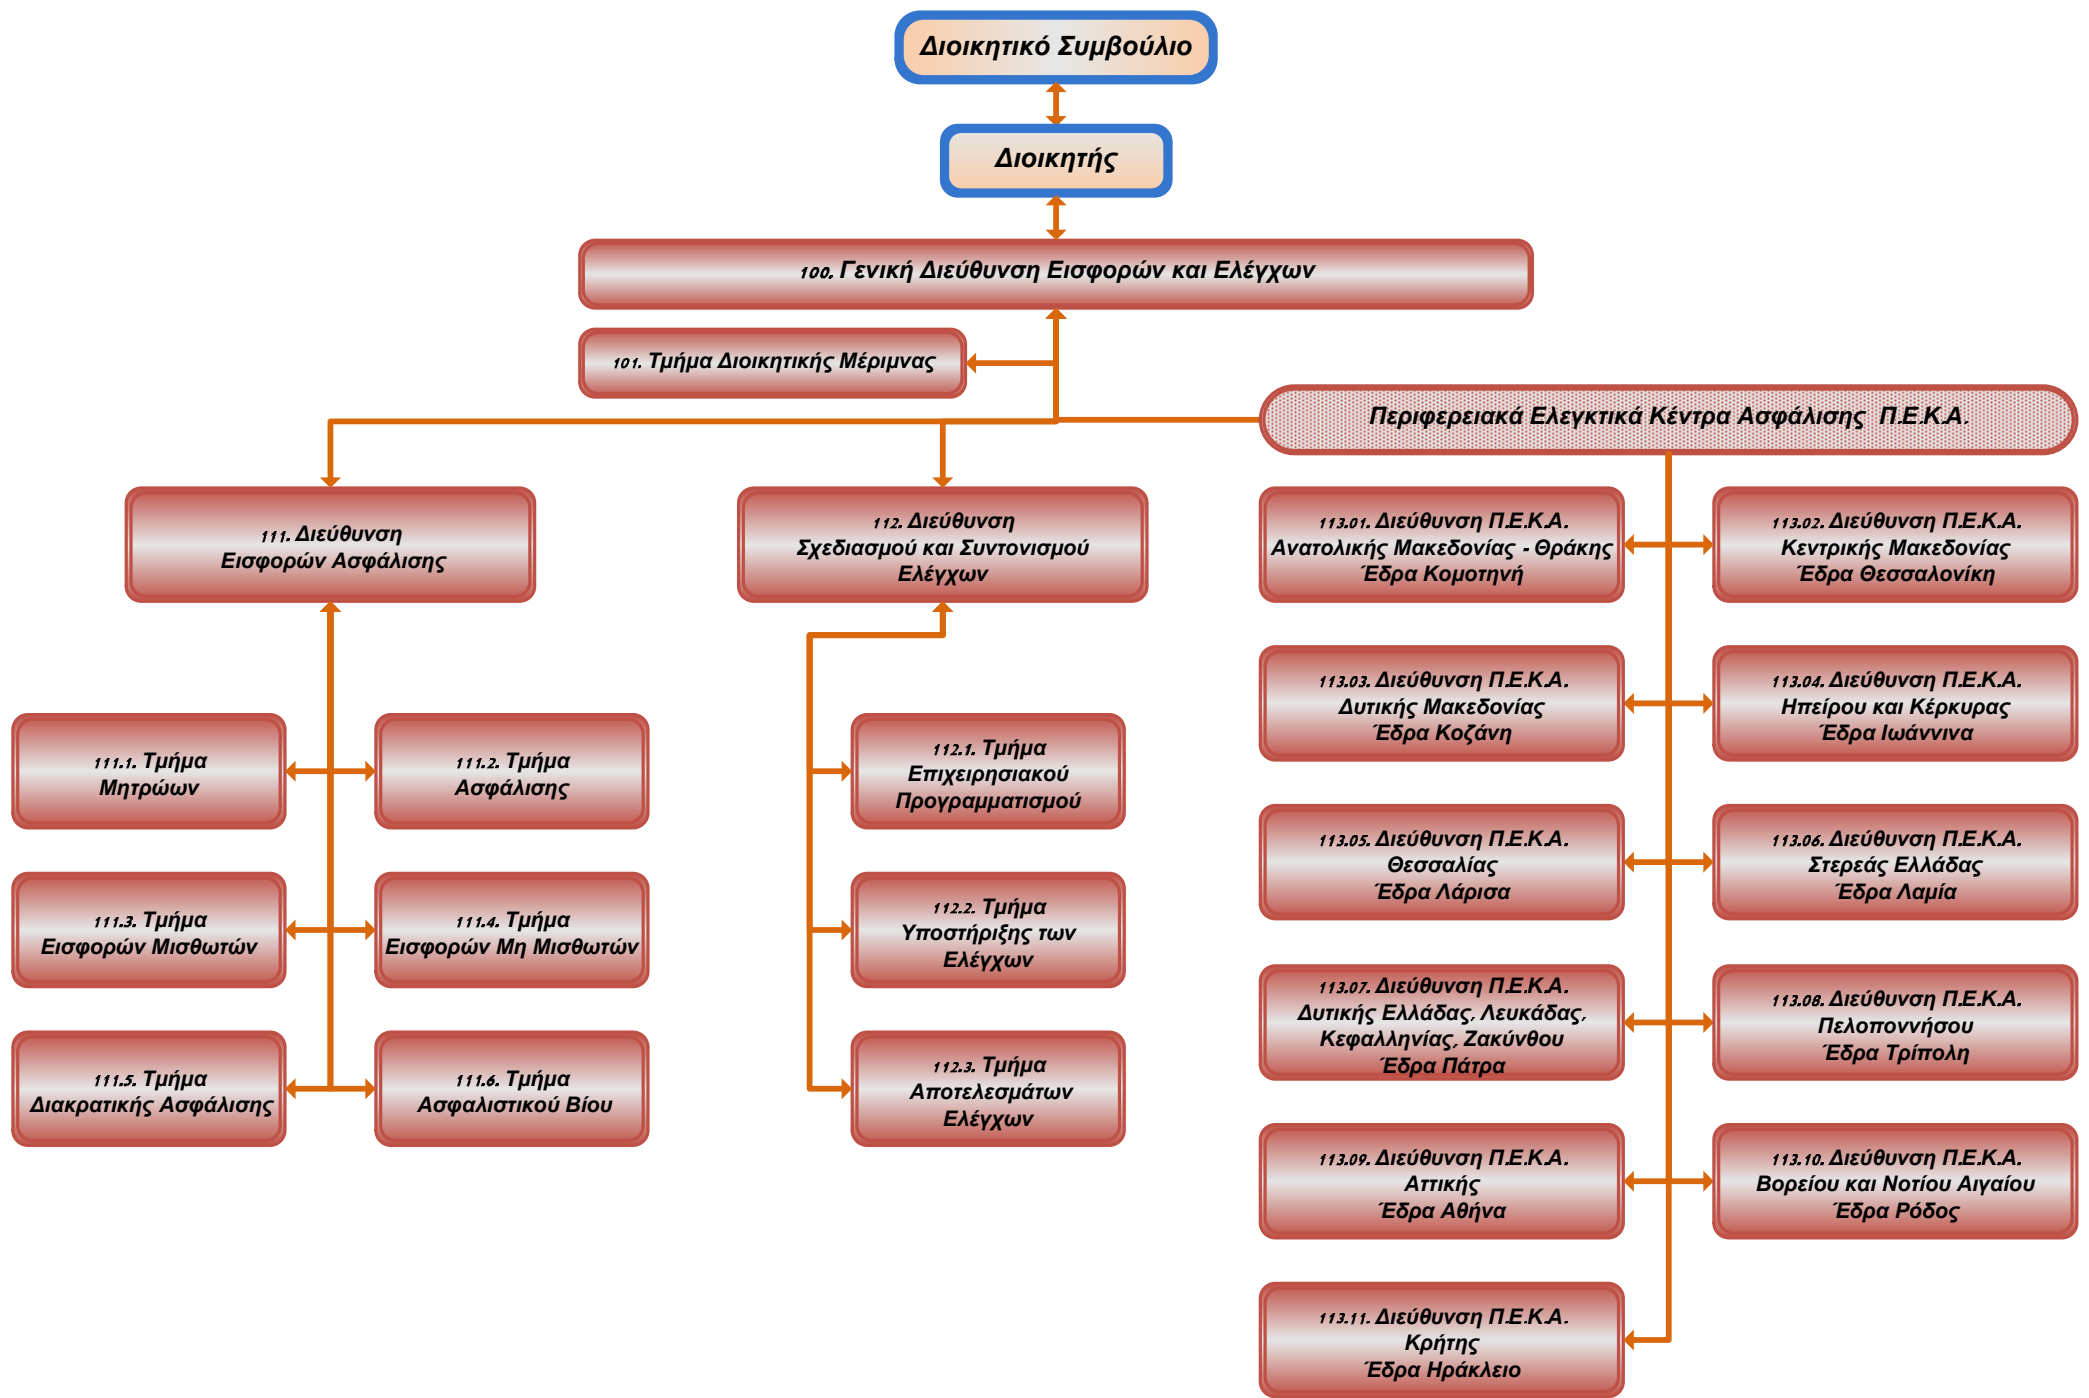 Διοικητικό Συμβούλιο
Διοικητής
100. Γενική Διεύθυνση Εισφορών και Ελέγχων
101. Τμήμα Διοικητικής Μέριμνας
Περιφερειακά Ελεγκτικά Κέντρα Ασφάλισης Π.Ε.Κ.Α.
111. Διεύθυνση
Εισφορών Ασφάλισης
112. Διεύθυνση
Σχεδιασμού και Συντονισμού
Ελέγχων
113.01. Διεύθυνση Π.Ε.Κ.Α.
Ανατολικής Μακεδονίας - Θράκης
Έδρα Κομοτηνή
113.02. Διεύθυνση Π.Ε.Κ.Α.
Κεντρικής Μακεδονίας
Έδρα Θεσσαλονίκη
113.03. Διεύθυνση Π.Ε.Κ.Α.
Δυτικής Μακεδονίας
Έδρα Κοζάνη
113.04. Διεύθυνση Π.Ε.Κ.Α.
Ηπείρου και Κέρκυρας
Έδρα Ιωάννινα
111.1. Τμήμα
Μητρώων
111.2. Τμήμα
Ασφάλισης
112.1. Τμήμα
Επιχειρησιακού
Προγραμματισμού
113.05. Διεύθυνση Π.Ε.Κ.Α.
Θεσσαλίας
Έδρα Λάρισα
113.06. Διεύθυνση Π.Ε.Κ.Α.
Στερεάς Ελλάδας
Έδρα Λαμία
111.3. Τμήμα
Εισφορών Μισθωτών
111.4. Τμήμα
Εισφορών Μη Μισθωτών
112.2. Τμήμα
Υποστήριξης των
Ελέγχων
113.07. Διεύθυνση Π.Ε.Κ.Α.
Δυτικής Ελλάδας, Λευκάδας,
Κεφαλληνίας, Ζακύνθου
Έδρα Πάτρα
113.08. Διεύθυνση Π.Ε.Κ.Α.
Πελοποννήσου
Έδρα Τρίπολη
111.5. Τμήμα
Διακρατικής Ασφάλισης
111.6. Τμήμα
Ασφαλιστικού Βίου
112.3. Τμήμα
Αποτελεσμάτων
Ελέγχων
113.09. Διεύθυνση Π.Ε.Κ.Α.
Αττικής
Έδρα Αθήνα
113.10. Διεύθυνση Π.Ε.Κ.Α.
Βορείου και Νοτίου Αιγαίου
Έδρα Ρόδος
113.11. Διεύθυνση Π.Ε.Κ.Α.
Κρήτης
Έδρα Ηράκλειο